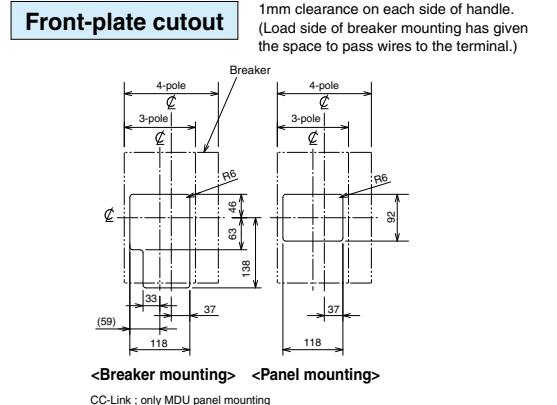 Front-plate cutout
1mm clearance on each side of handle.
(Load side of breaker mounting has given
the space to pass wires to the terminal.)
Breaker
4-pole
℄
3-pole
℄
R6
℄
46
63
138
33
37
(59)
118
4-pole
℄
3-pole
℄
R6
92
37
118
<Breaker mounting>
<Panel mounting>
CC-Link ; only MDU panel mounting